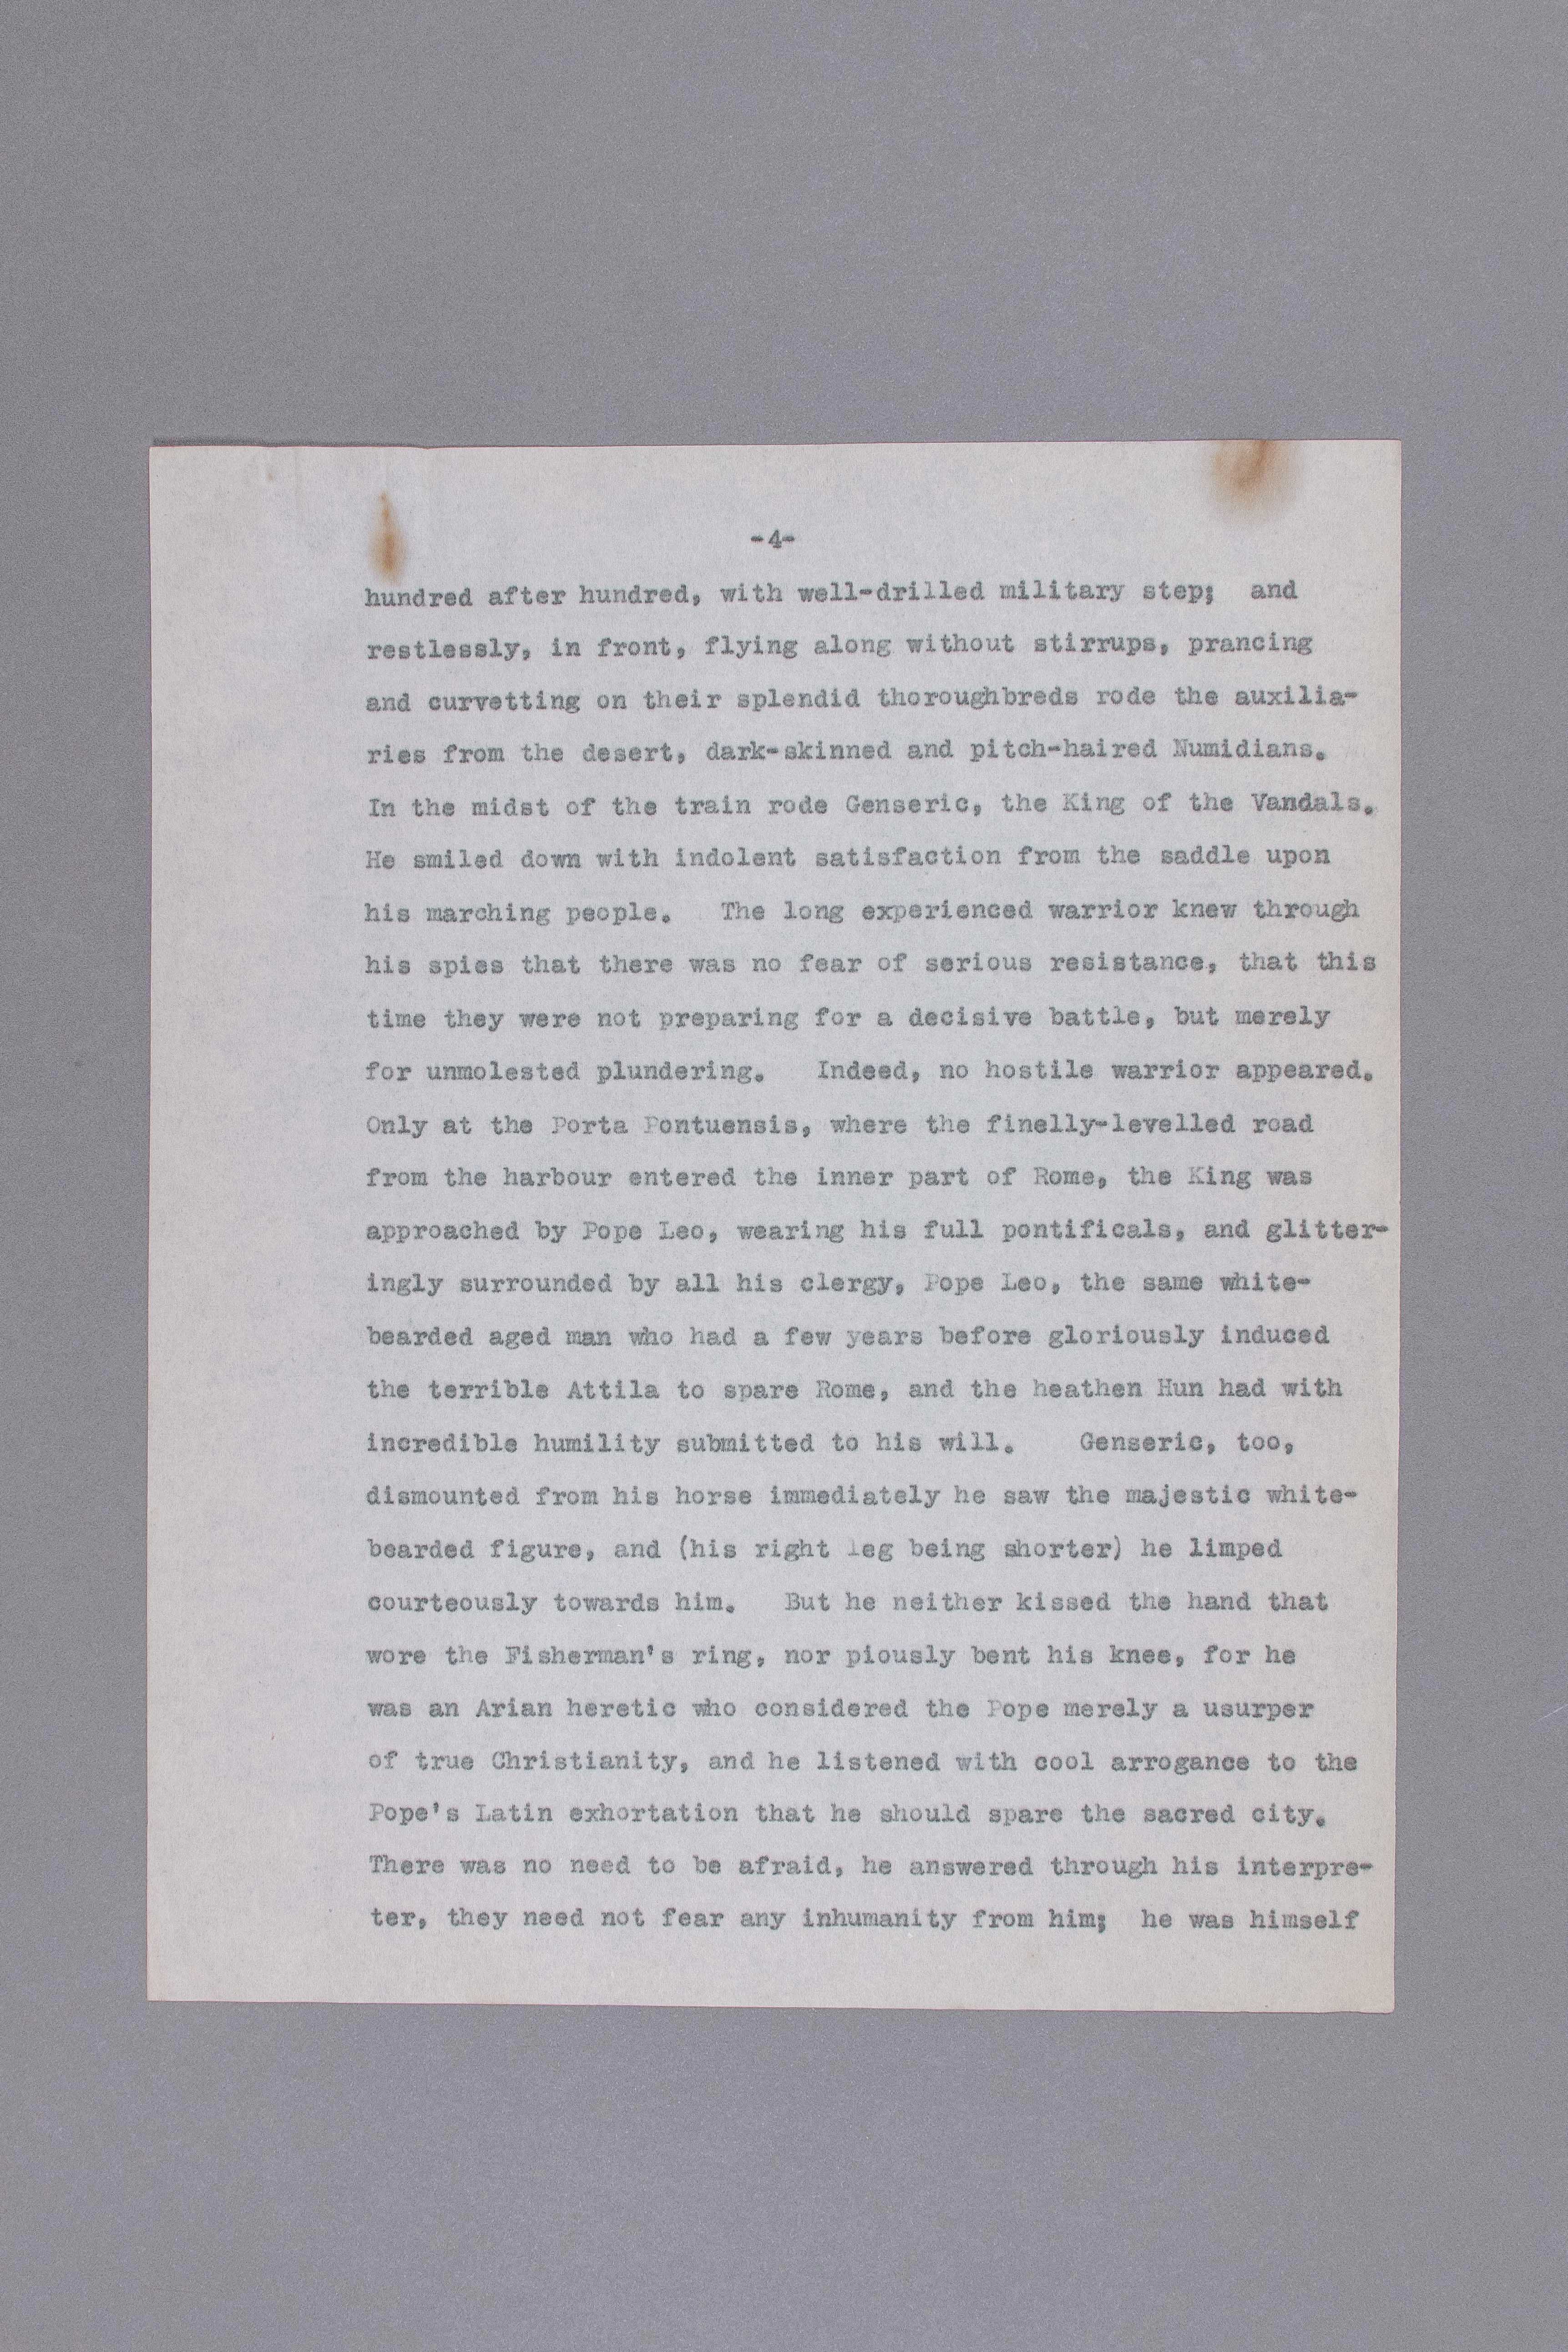 -4-
hundred after hundred, with well-drilled military step;  and
restlessly, in front, flying along without stirrups, prancing
and curvetting on their splendid thoroughbreds rode the auxilia-
ries from the desert, dark-skinned and pitch-haired Numidians.
In the midst of the train rode Genseric, the King of the Vandals.
He smiled down with indolent satisfaction from the saddle upon
his marching people.   The long experienced warrior knew through
his spies that there was no fear of serious resistance, that this
time they were not preparing for a decisive battle, but merely
for unmolested plundering.   Indeed, no hostile warrior appeared.
Only at the Porta Pontuensis, where the finelly-levelled road
from the harbour entered the inner part of Rome, the King was
approached by Pope Leo, wearing his full pontificals, and glitter-
ingly surrounded by all his clergy, Pope Leo, the same white-
bearded aged man who had a few years before gloriously induced
the terrible Attila to spare Rome, and the heathen Hun had with
incredible humility submitted to his will.    Genseric, too,
dismounted from his horse immediately he saw the majestic white-
bearded figure, and (his right leg being shorter) he limped
courteously towards him.   But he neither kissed the hand that
wore the Fisherman's ring, nor piously bent his knee, for he
was an Arian heretic who considered the Pope merely a usurper
of true Christianity, and he listened with cool arrogance to the
Pope's Latin exhortation that he should spare the sacred city.
There was no need to be afraid, he answered through his interpre-
ter, they need not fear any inhumanity from him;  he was himself